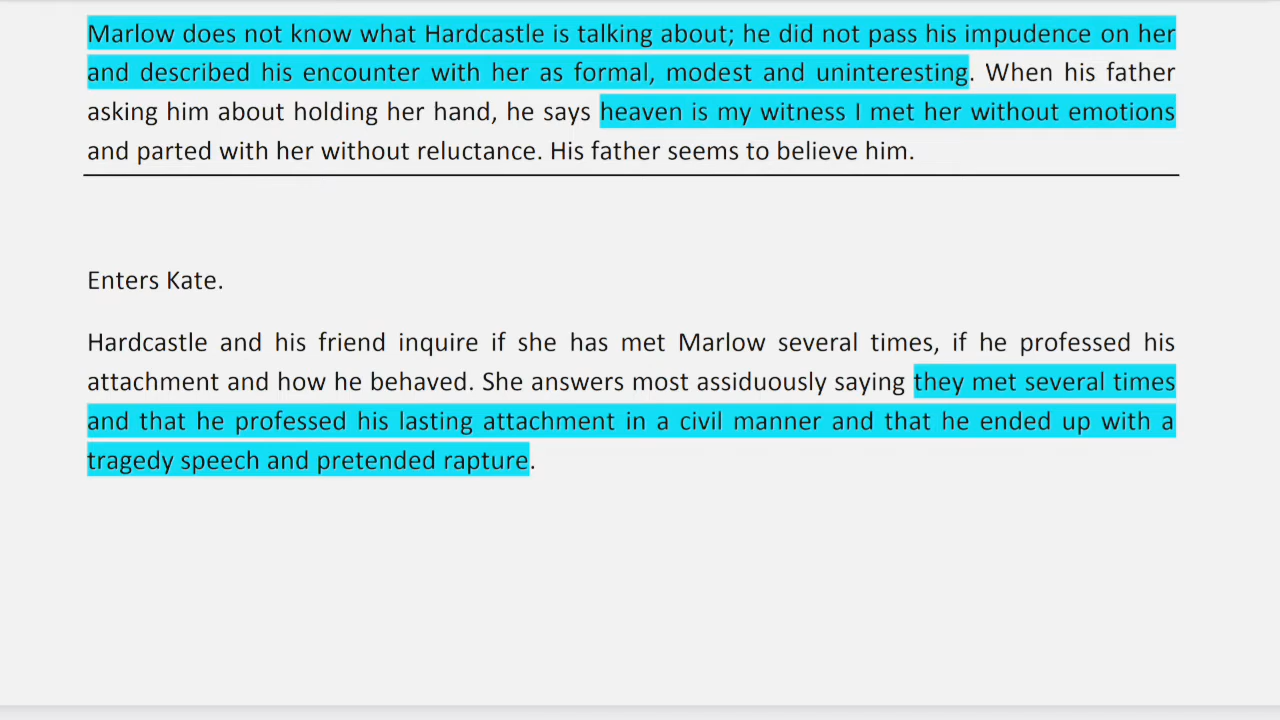 Marlow does not know what Hardcastle is talking about; he did not pass his impudence on her
and described his encounter with her as formal, modest and uninteresting. When his father
asking him about holding her hand, he says heaven is my witness I met her without emotions
and parted with her without reluctance. His father seems to believe him.
Enters Kate.
Hardcastle and his friend inquire if she has met Marlow several times, if he professed his
attachment and how he behaved. She answers most assiduously saying they met several times
and that he professed his lasting attachment in a civil manner and that he ended up with a
tragedy speech and pretended rapture.